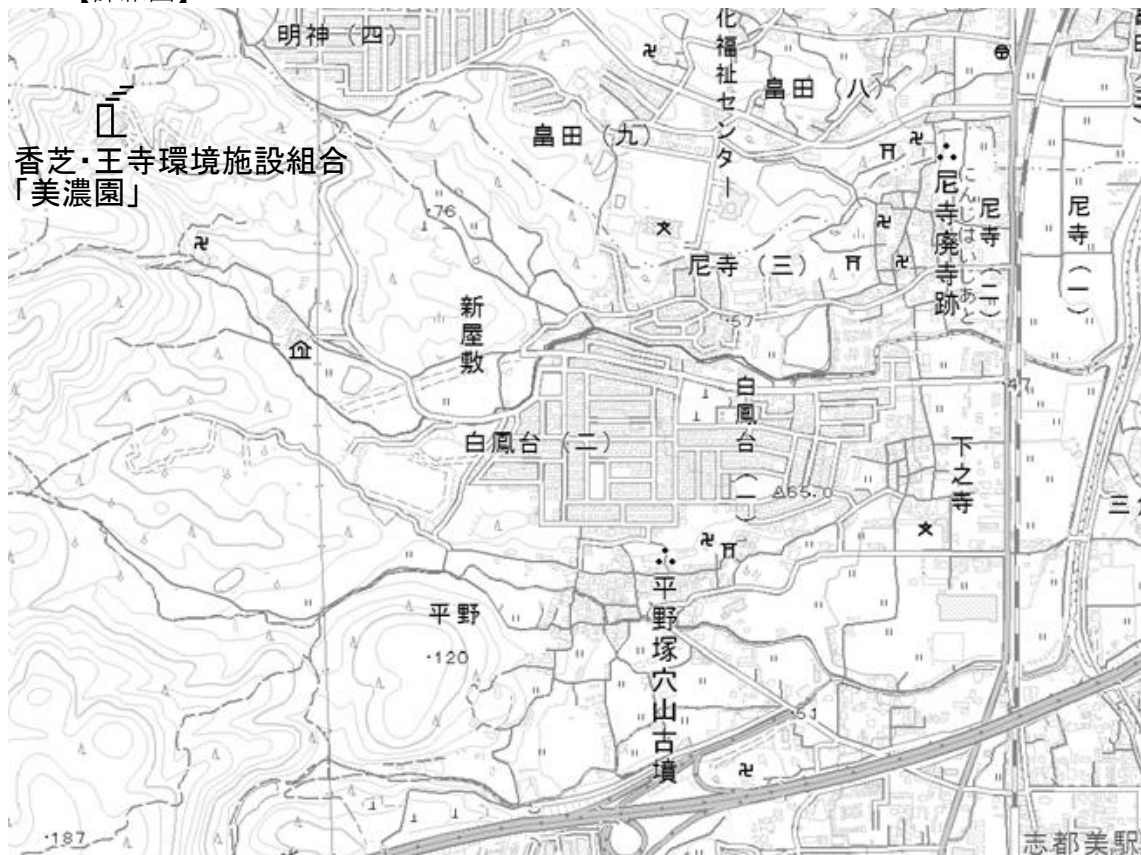 明神（四）
化福祉センター
畠田（八）
畠田（九）
香芝・王寺環境施設組合
「美濃園」
・76
尼寺廃寺跡
にんじはいじあと
尼寺（二）
尼寺（一）
尼寺（三）
新屋敷
・57
白鳳台（一）
・47
白鳳台（二）
下之寺
△65.0
平野
平野塚穴山古墳
・120
・51
・187
志都美駅